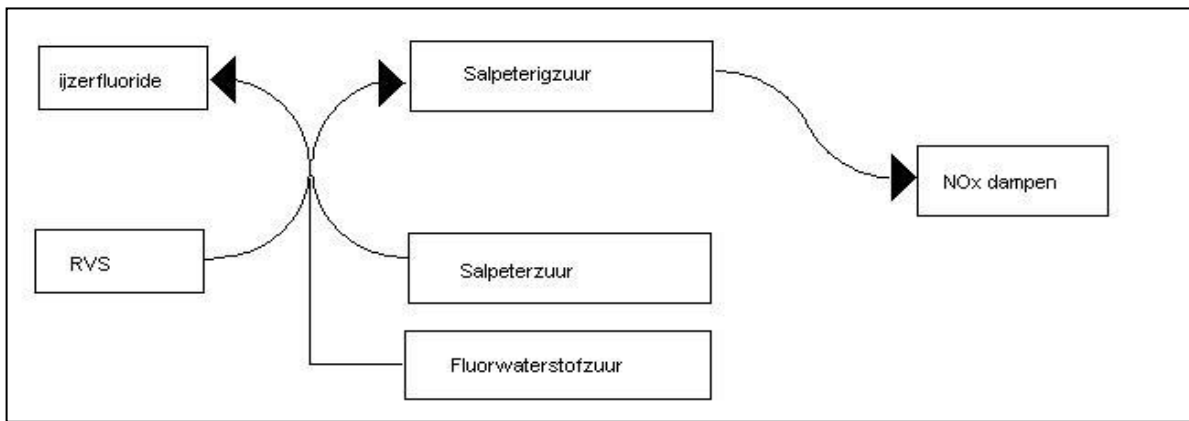 ijzerfluoride
Salpeterigzuur
NOx dampen
RVS
Salpeterzuur
Fluorwaterstofzuur